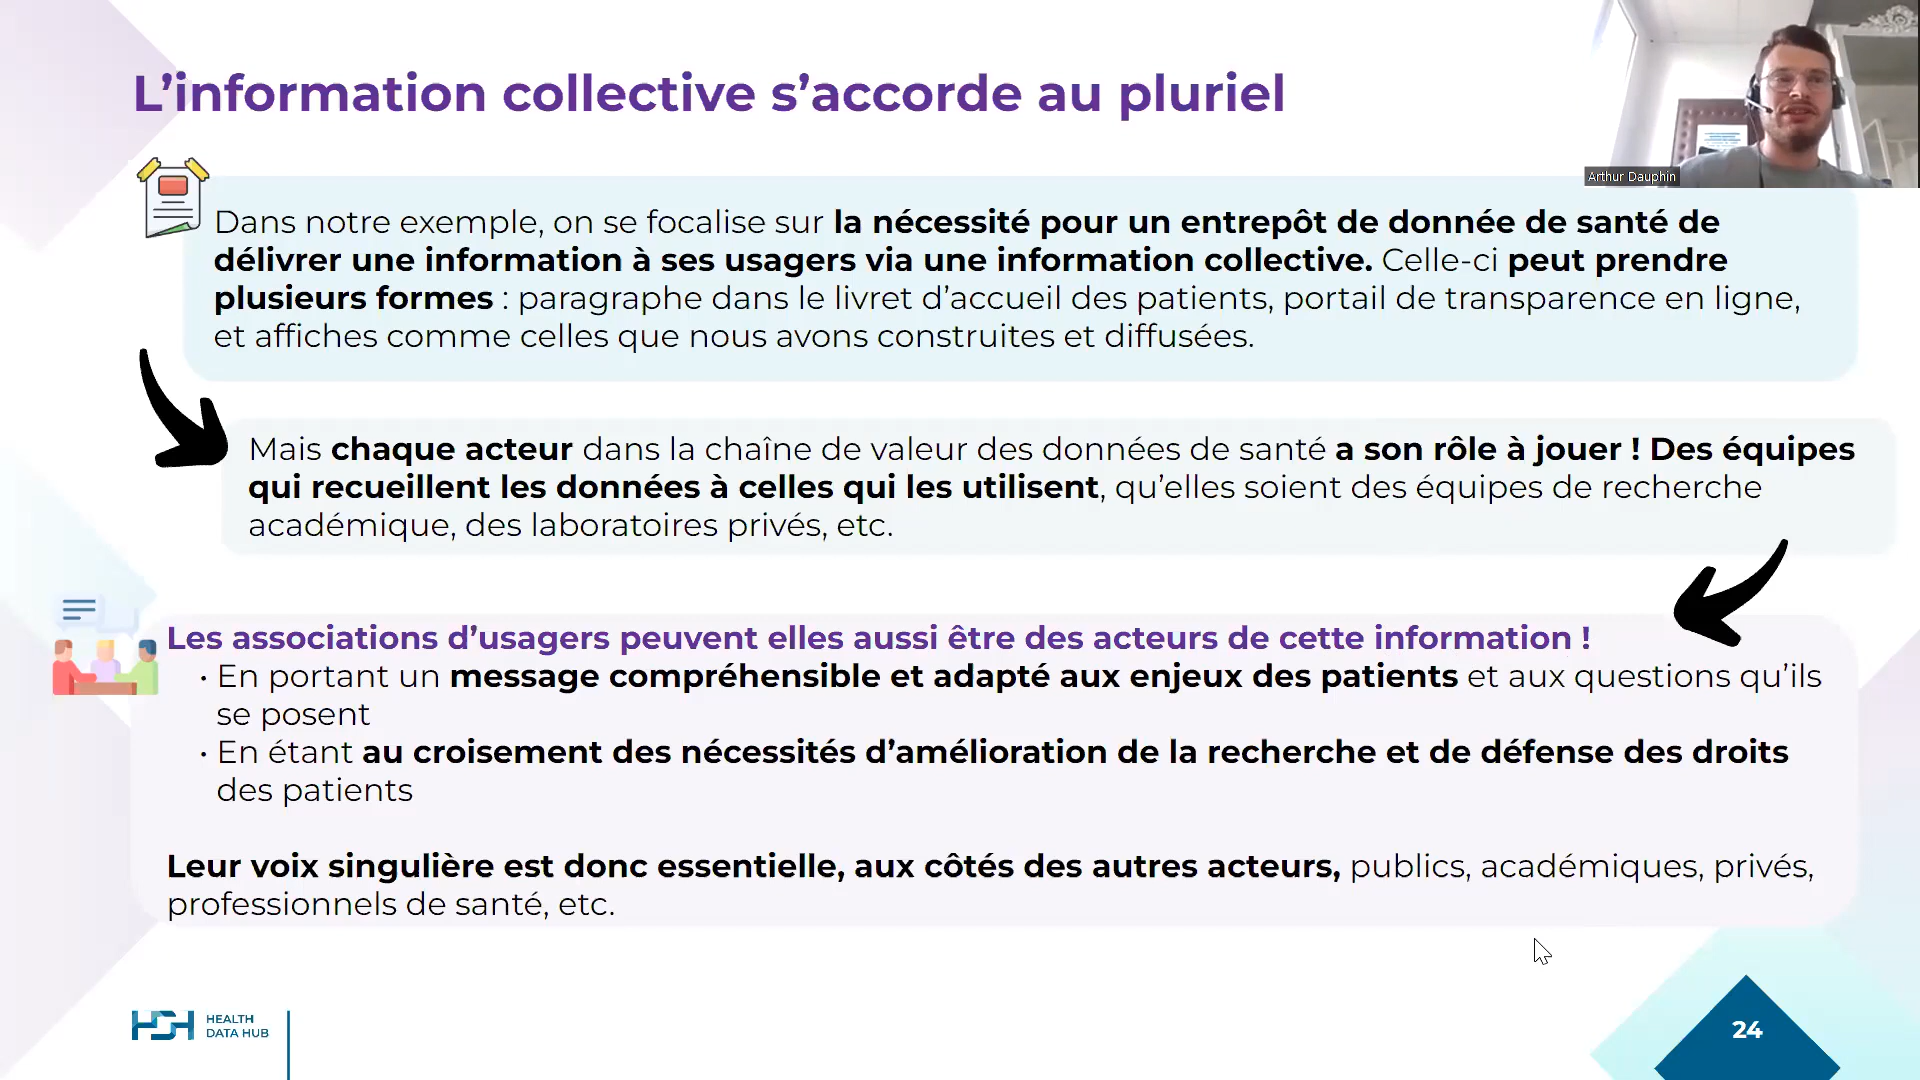 L’information collective s’accorde au pluriel
Arthur Dauphin
Dans notre exemple, on se focalise sur la nécessité pour un entrepôt de donnée de santé de
délivrer une information à ses usagers via une information collective. Celle-ci peut prendre
plusieurs formes : paragraphe dans le livret d’accueil des patients, portail de transparence en ligne,
et affiches comme celles que nous avons construites et diffusées.
Mais chaque acteur dans la chaîne de valeur des données de santé a son rôle à jouer ! Des équipes
qui recueillent les données à celles qui les utilisent, qu’elles soient des équipes de recherche
académique, des laboratoires privés, etc.
Les associations d’usagers peuvent elles aussi être des acteurs de cette information !
• En portant un message compréhensible et adapté aux enjeux des patients et aux questions qu’ils
se posent
• En étant au croisement des nécessités d’amélioration de la recherche et de défense des droits
des patients
Leur voix singulière est donc essentielle, aux côtés des autres acteurs, publics, académiques, privés,
professionnels de santé, etc.
HDH HEALTH
DATA HUB
24